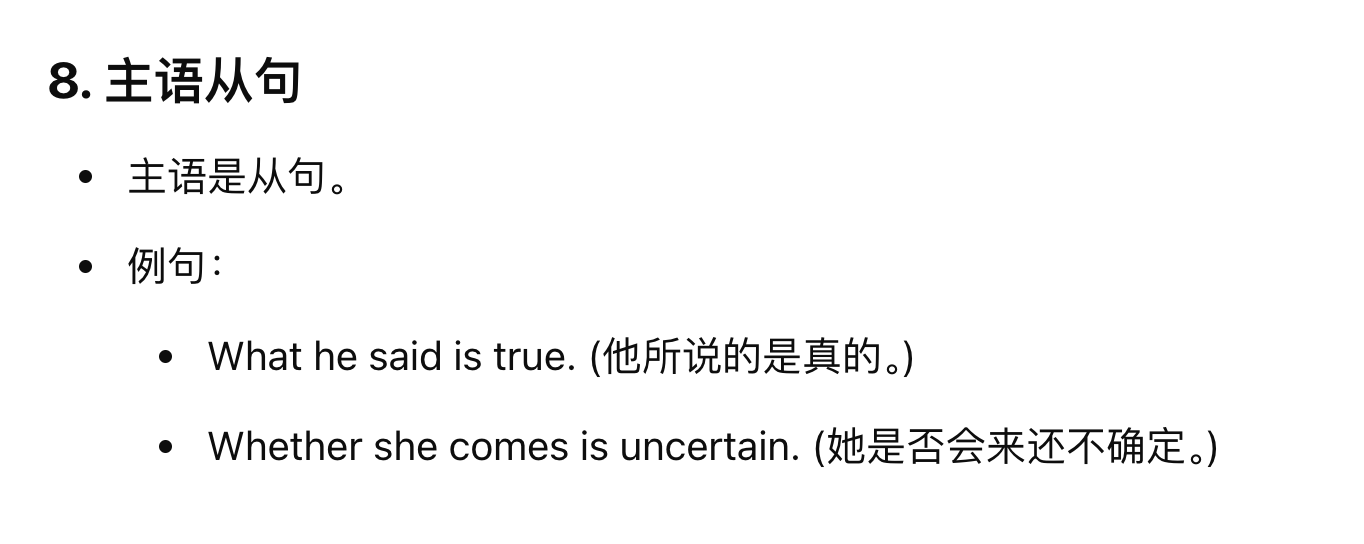 8. 主语从句
• 主语是从句。
• 例句：
• What he said is true. (他所说的是真的。)
• Whether she comes is uncertain. (她是否会来还不确定。)